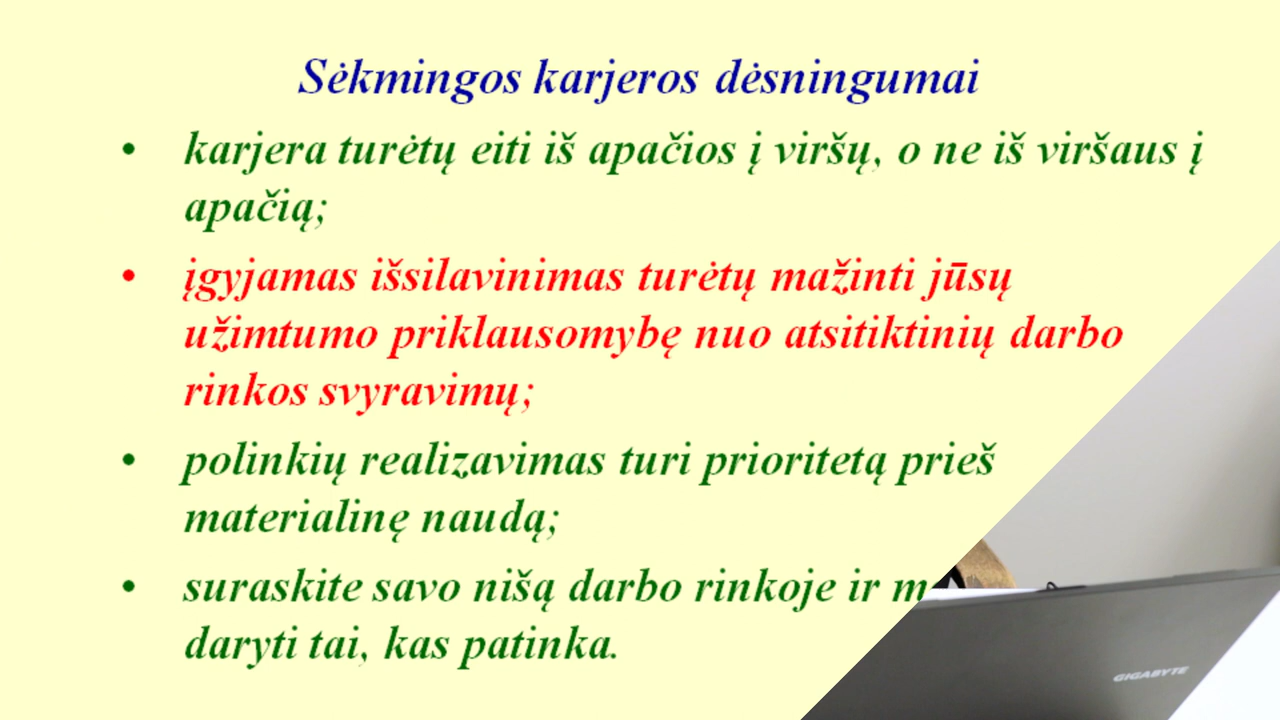 Sėkmingos karjeros dėsningumai
• karjera turėtų eiti iš apačios į viršų, o ne iš viršaus į
apačią;
• įgyjamas išsilavinimas turėtų mažinti jūsų
užimtumo priklausomybę nuo atsitiktinių darbo
rinkos svyravimų;
• polinkių realizavimas turi prioritetą prieš
materialinę naudą;
• suraskite savo nišą darbo rinkoje ir
daryti tai, kas patinka.
GIGABYTE